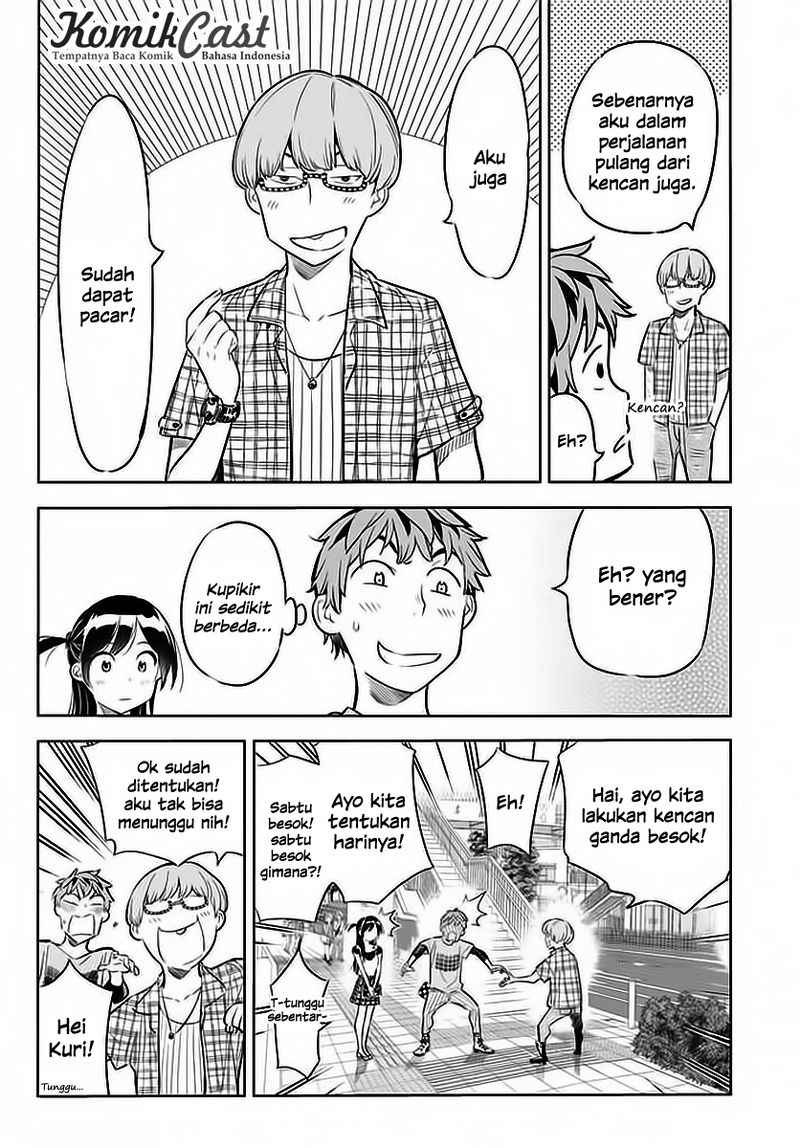 KomikCast
Tempatnya Baca Komik Bahasa Indonesia
Sebenarnya
aku dalam
perjalanan
pulang dari
kencan juga.
Kencan?
Eh?
Aku
juga
Sudah
dapat
pacar!
Eh? yang
bener?
Kupikir
ini sedikit
berbeda...
Hai, ayo kita
lakukan kencan
ganda besok!
Eh!
Ayo kita
tentukan
harinya!
Sabtu
besok!
sabtu
besok
gimana?!
T-tunggu
sebentar-
Ok sudah
ditentukan!
aku tak bisa
menunggu nih!
Hei
Kuri!
Tunggu...